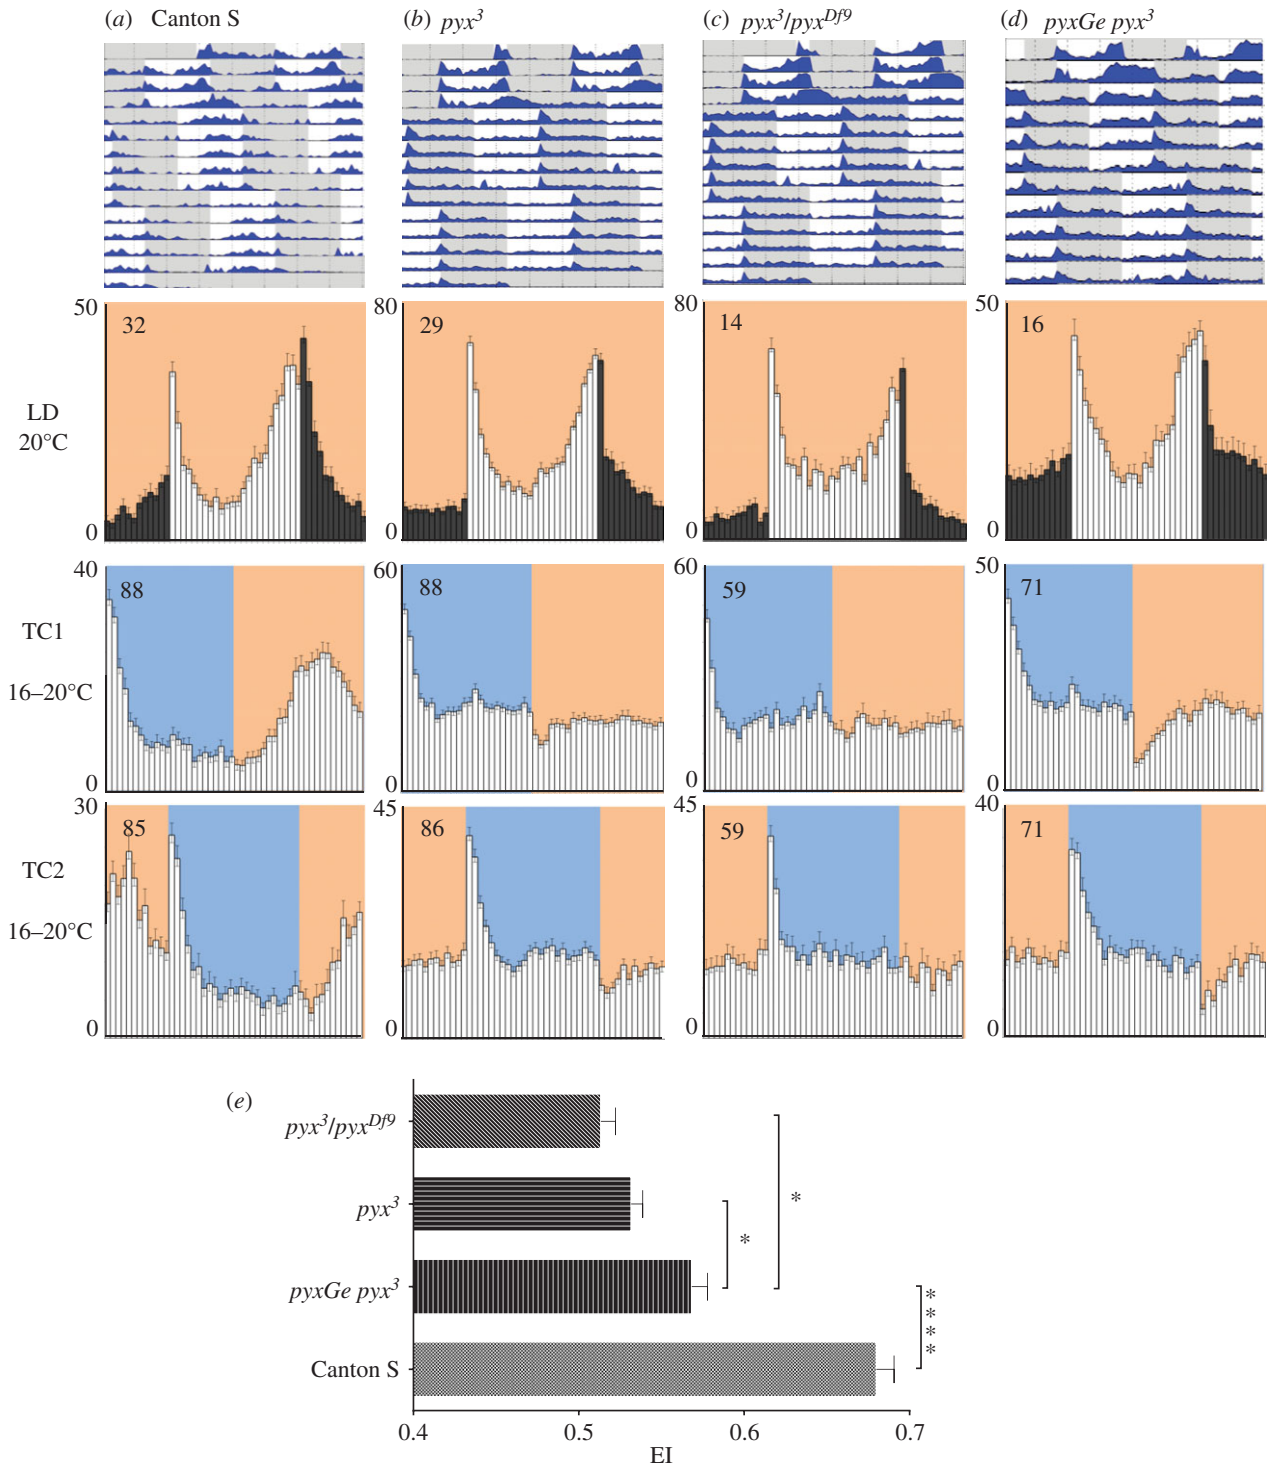 (a) Canton S
(b) pyx³
(c) pyx³/pyxᴰᶠ⁹
(d) pyxGe pyx³
LD
20°C
50
0
32
80
0
29
80
0
14
50
0
16
TC1
16–20°C
40
0
88
60
0
88
60
0
59
50
0
71
TC2
16–20°C
30
0
85
45
0
86
45
0
59
40
0
71
(e)
pyx³/pyxᴰᶠ⁹
pyx³
pyxGe pyx³
Canton S
*
*
****
0.4 0.5 0.6 0.7
EI